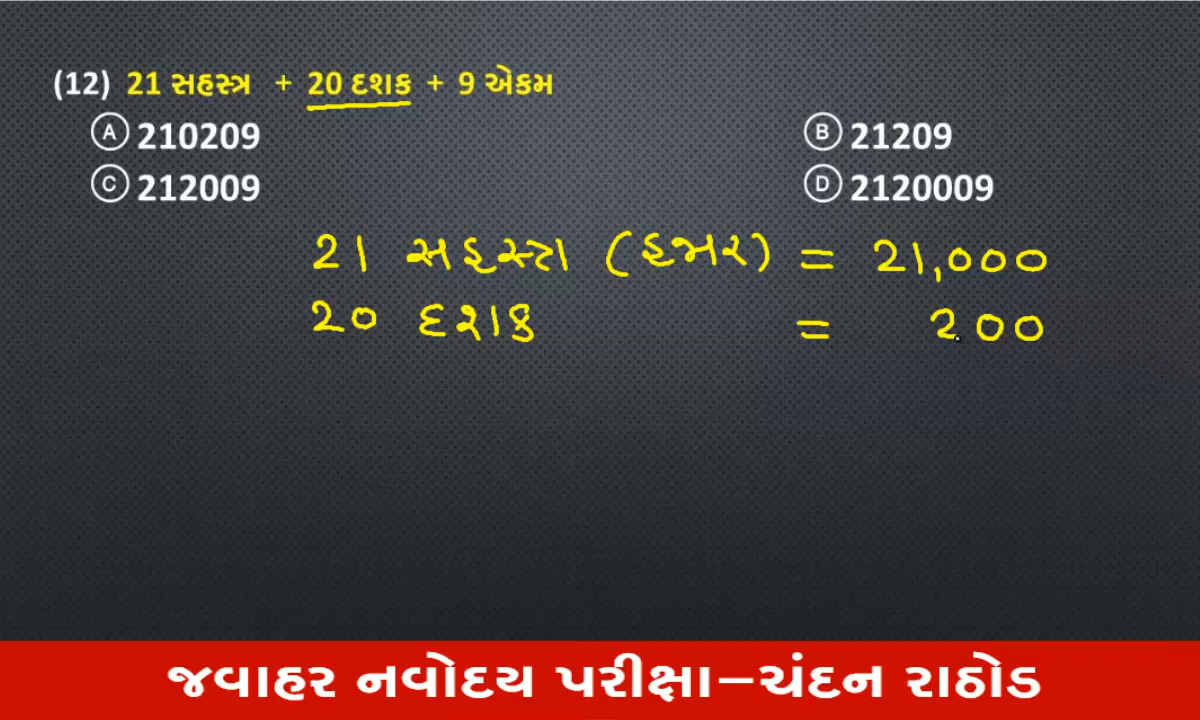 (12) 21 સહસ્ત્ર + 20 દશક + 9 એકમ
A 210209 B 21209
C 212009 D 2120009
21 સહસ્ત્ર (હજાર) = 21,000
20 દશક = 200
જવાહર નવોદય પરીક્ષા–ચંદન રાઠોડ